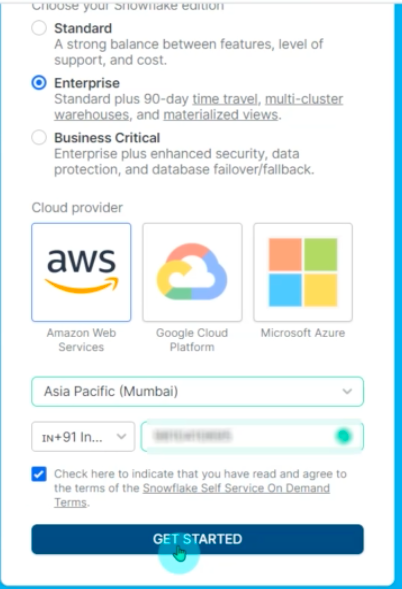 Choose your Snowflake edition
Standard
A strong balance between features, level of
support, and cost.
Enterprise
Standard plus 90-day time travel, multi-cluster
warehouses, and materialized views.
Business Critical
Enterprise plus enhanced security, data
protection, and database failover/fallback.
Cloud provider
aws
Amazon Web
Services
Google Cloud
Platform
Microsoft Azure
Asia Pacific (Mumbai)
IN+91 In...
Check here to indicate that you have read and agree to
the terms of the Snowflake Self Service On Demand
Terms.
GET STARTED